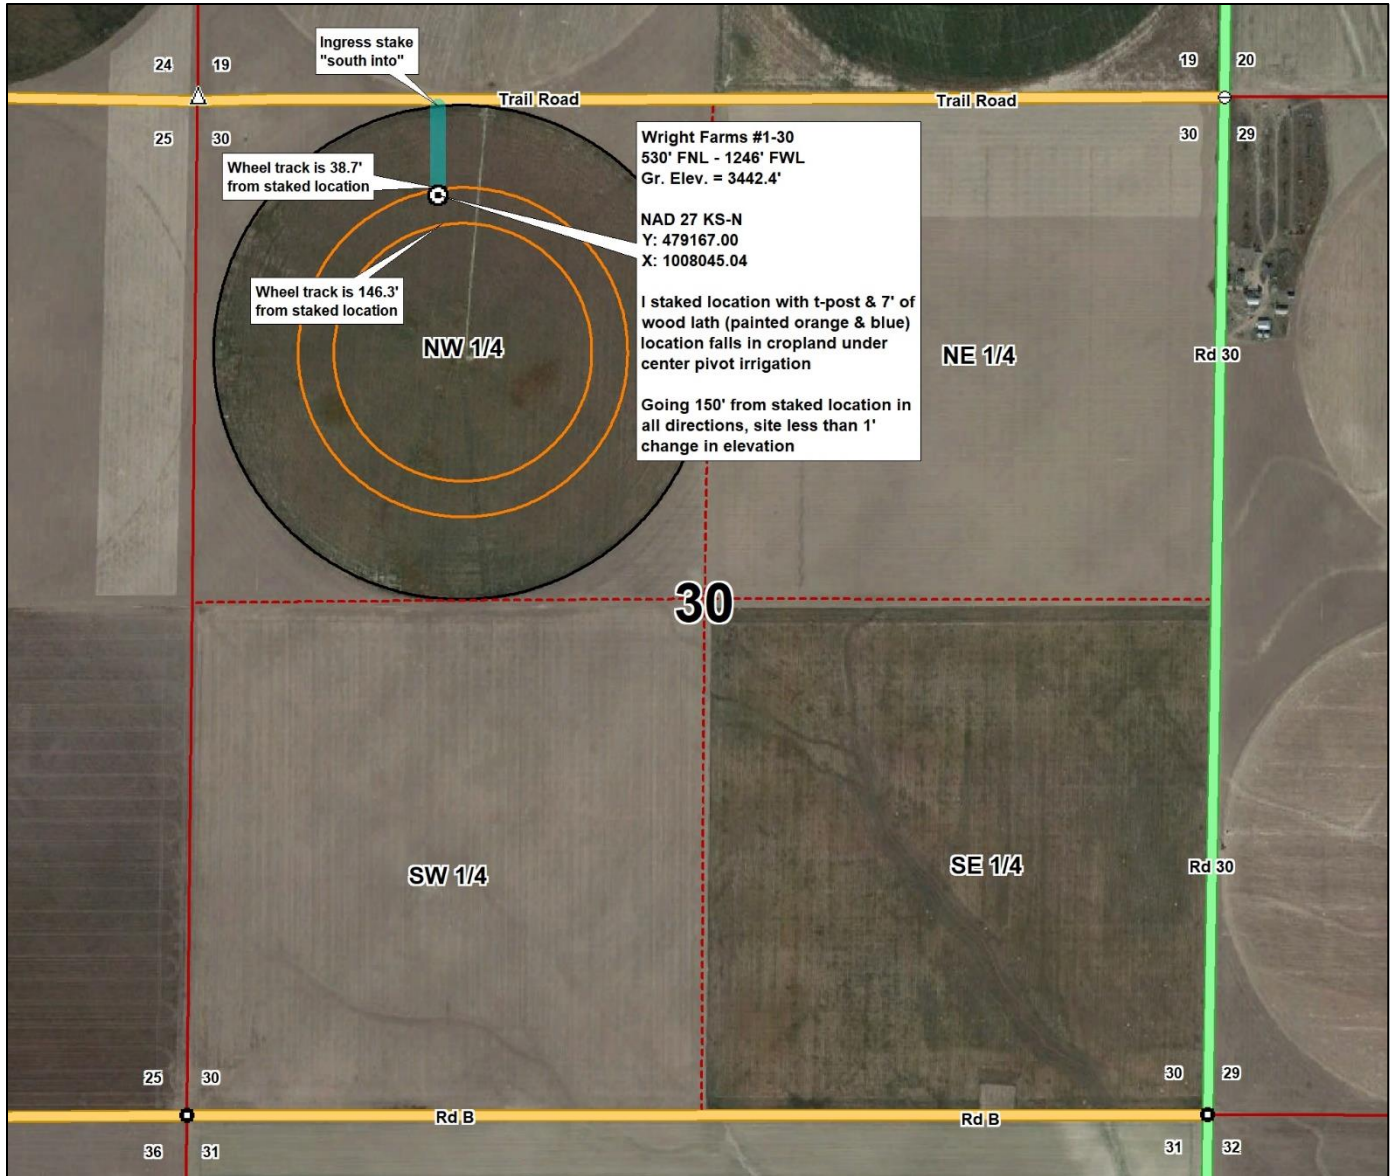 Ingress stake
"south into"
24 19
19 20
Trail Road
Trail Road
25 30
30 29
Wheel track is 38.7'
from staked location
Wright Farms #1-30
530' FNL - 1246' FWL
Gr. Elev. = 3442.4'
NAD 27 KS-N
Y: 479167.00
X: 1008045.04
I staked location with t-post & 7' of
wood lath (painted orange & blue)
location falls in cropland under
center pivot irrigation
Going 150' from staked location in
all directions, site less than 1'
change in elevation
Wheel track is 146.3'
from staked location
NW 1/4
NE 1/4
Rd 30
30
SW 1/4
SE 1/4
Rd 30
25 30
30 29
Rd B
Rd B
36 31
31 32